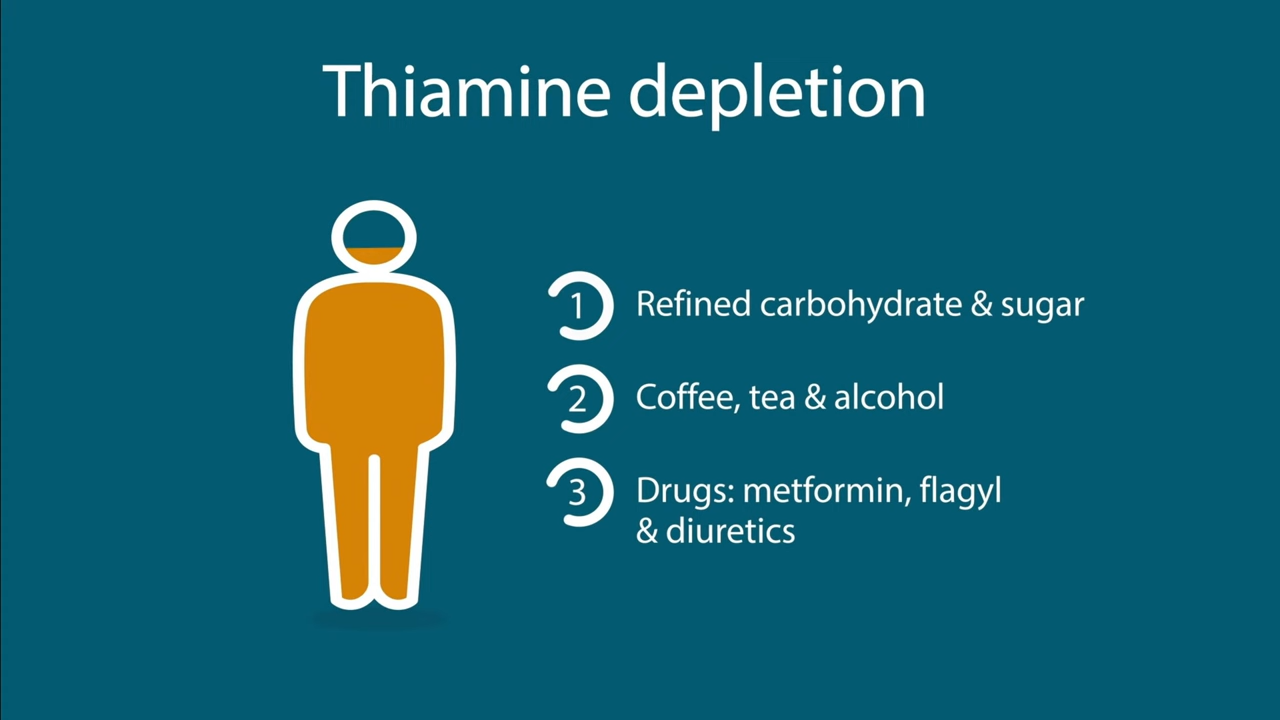 Thiamine depletion
1 Refined carbohydrate & sugar
2 Coffee, tea & alcohol
3 Drugs: metformin, flagyl
& diuretics